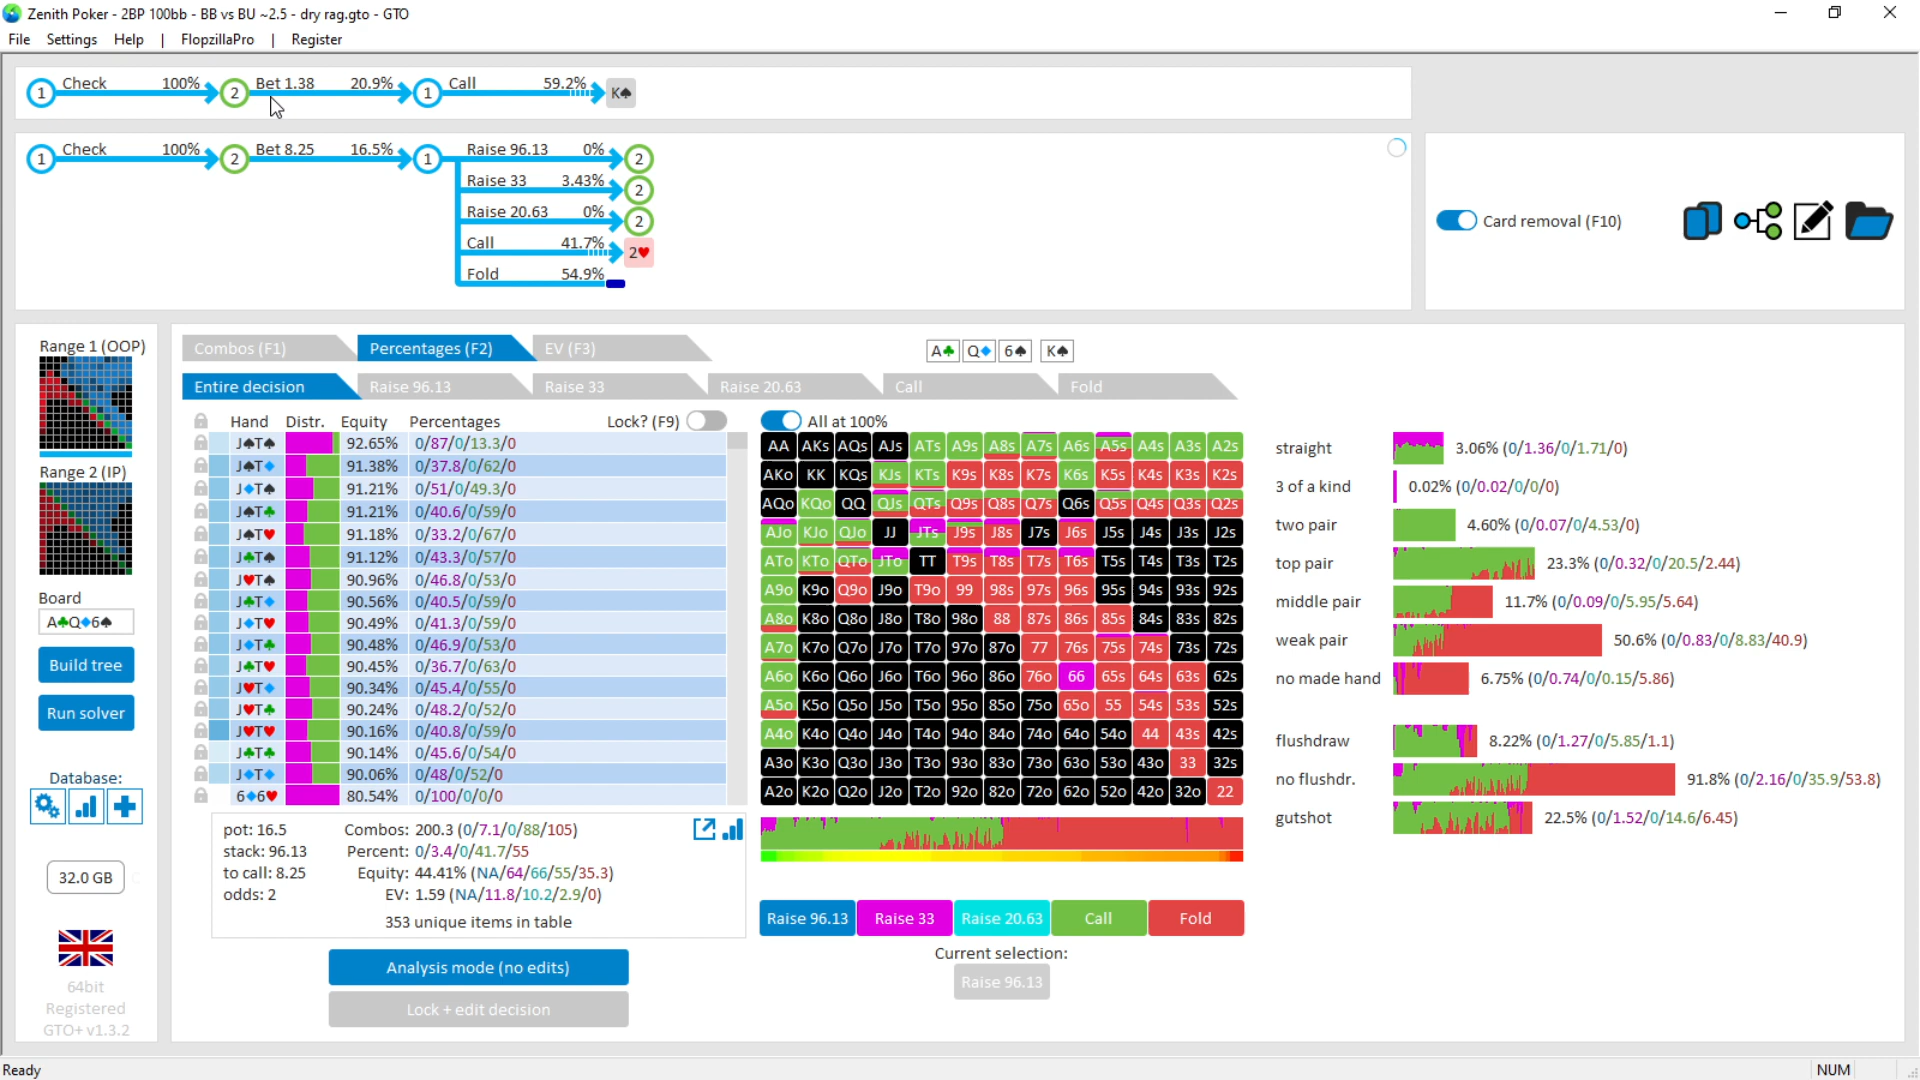 Zenith Poker - 2BP 100bb - BB vs BU ~2.5 - dry rag.gto - GTO
File Settings Help | FlopzillaPro | Register
1 Check 100% 2 Bet 1.38 20.9% 1 Call 59.2% K♠
1 Check 100% 2 Bet 8.25 16.5% 1 Raise 96.13 0% 2
Raise 33 3.43% 2
Raise 20.63 0% 2
Call 41.7% 2♥
Fold 54.9%
Card removal (F10)
Range 1 (OOP)
Range 2 (IP)
Board
A♣Q♦6♠
Build tree
Run solver
Database:
32.0 GB
64bit
Registered
GTO+ v1.3.2
Combos (F1) Percentages (F2) EV (F3)
A♣ Q♦ 6♠ K♠
Entire decision Raise 96.13 Raise 33 Raise 20.63 Call Fold
Hand Distr. Equity Percentages Lock? (F9)
J♠T♠ 92.65% 0/87/0/13.3/0
J♠T♦ 91.38% 0/37.8/0/62/0
J♦T♠ 91.21% 0/51/0/49.3/0
J♠T♣ 91.21% 0/40.6/0/59/0
J♠T♥ 91.18% 0/33.2/0/67/0
J♣T♠ 91.12% 0/43.3/0/57/0
J♥T♠ 90.96% 0/46.8/0/53/0
J♣T♦ 90.56% 0/40.5/0/59/0
J♦T♥ 90.49% 0/41.3/0/59/0
J♦T♣ 90.48% 0/46.9/0/53/0
J♣T♥ 90.45% 0/36.7/0/63/0
J♥T♦ 90.34% 0/45.4/0/55/0
J♥T♣ 90.24% 0/48.2/0/52/0
J♥T♥ 90.16% 0/40.8/0/59/0
J♣T♣ 90.14% 0/45.6/0/54/0
J♦T♦ 90.06% 0/48/0/52/0
6♦6♥ 80.54% 0/100/0/0/0
pot: 16.5 Combos: 200.3 (0/7.1/0/88/105)
stack: 96.13 Percent: 0/3.4/0/41.7/55
to call: 8.25 Equity: 44.41% (NA/64/66/55/35.3)
odds: 2 EV: 1.59 (NA/11.8/10.2/2.9/0)
353 unique items in table
Analysis mode (no edits)
Lock + edit decision
All at 100%
AA AKs AQs AJs ATs A9s A8s A7s A6s A5s A4s A3s A2s
AKo KK KQs KJs KTs K9s K8s K7s K6s K5s K4s K3s K2s
AQo KQo QQ QJs QTs Q9s Q8s Q7s Q6s Q5s Q4s Q3s Q2s
AJo KJo QJo JJ JTs J9s J8s J7s J6s J5s J4s J3s J2s
ATo KTo QTo JTo TT T9s T8s T7s T6s T5s T4s T3s T2s
A9o K9o Q9o J9o T9o 99 98s 97s 96s 95s 94s 93s 92s
A8o K8o Q8o J8o T8o 98o 88 87s 86s 85s 84s 83s 82s
A7o K7o Q7o J7o T7o 97o 87o 77 76s 75s 74s 73s 72s
A6o K6o Q6o J6o T6o 96o 86o 76o 66 65s 64s 63s 62s
A5o K5o Q5o J5o T5o 95o 85o 75o 65o 55 54s 53s 52s
A4o K4o Q4o J4o T4o 94o 84o 74o 64o 54o 44 43s 42s
A3o K3o Q3o J3o T3o 93o 83o 73o 63o 53o 43o 33 32s
A2o K2o Q2o J2o T2o 92o 82o 72o 62o 52o 42o 32o 22
Raise 96.13 Raise 33 Raise 20.63 Call Fold
Current selection:
Raise 96.13
straight 3.06% (0/1.36/0/1.71/0)
3 of a kind 0.02% (0/0.02/0/0/0)
two pair 4.60% (0/0.07/0/4.53/0)
top pair 23.3% (0/0.32/0/20.5/2.44)
middle pair 11.7% (0/0.09/0/5.95/5.64)
weak pair 50.6% (0/0.83/0/8.83/40.9)
no made hand 6.75% (0/0.74/0/0.15/5.86)
flushdraw 8.22% (0/1.27/0/5.85/1.1)
no flushdr. 91.8% (0/2.16/0/35.9/53.8)
gutshot 22.5% (0/1.52/0/14.6/6.45)
Ready NUM